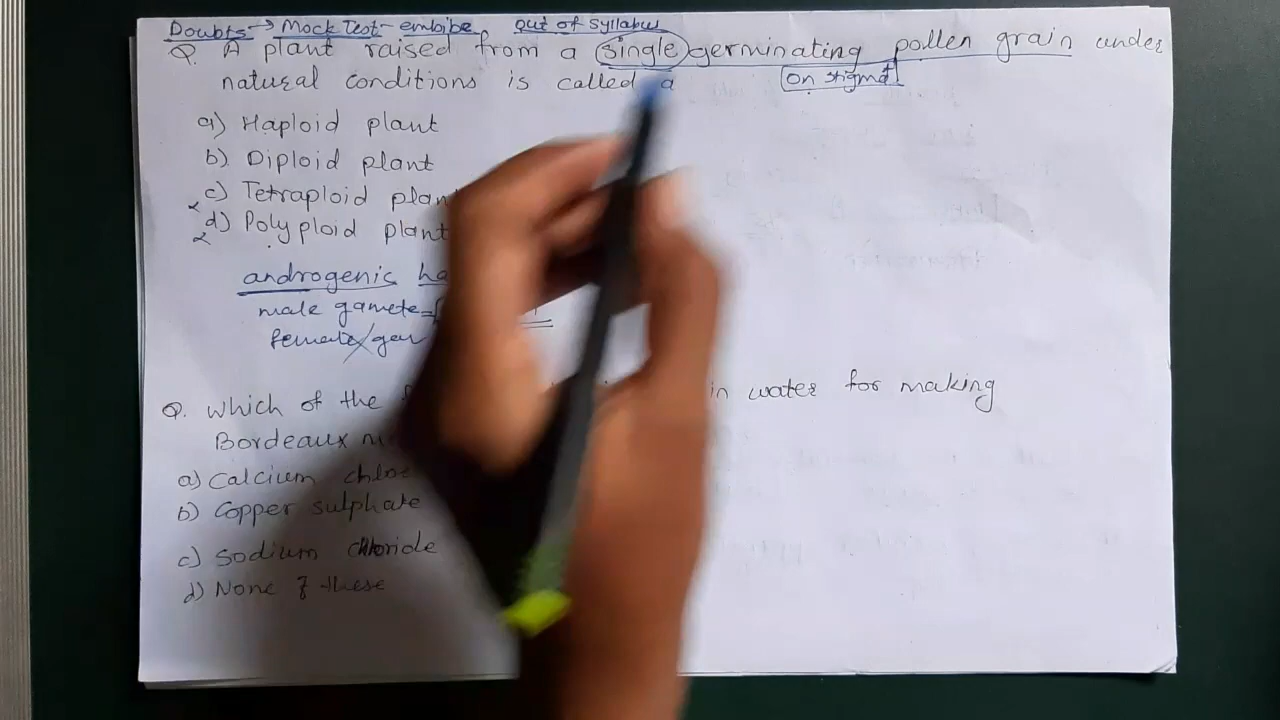 Doubts → Mock Test - embibe out of syllabus
Q. A plant raised from a single germinating pollen grain under
natural conditions is called a on stigma
a) Haploid plant
b) Diploid plant
c) Tetraploid plant
d) Polyploid plant
androgenic
male gamete
female
Q. Which of the in water for making
Bordeaux
a) Calcium
b) Copper sulphate
c) Sodium chloride
d) None of these